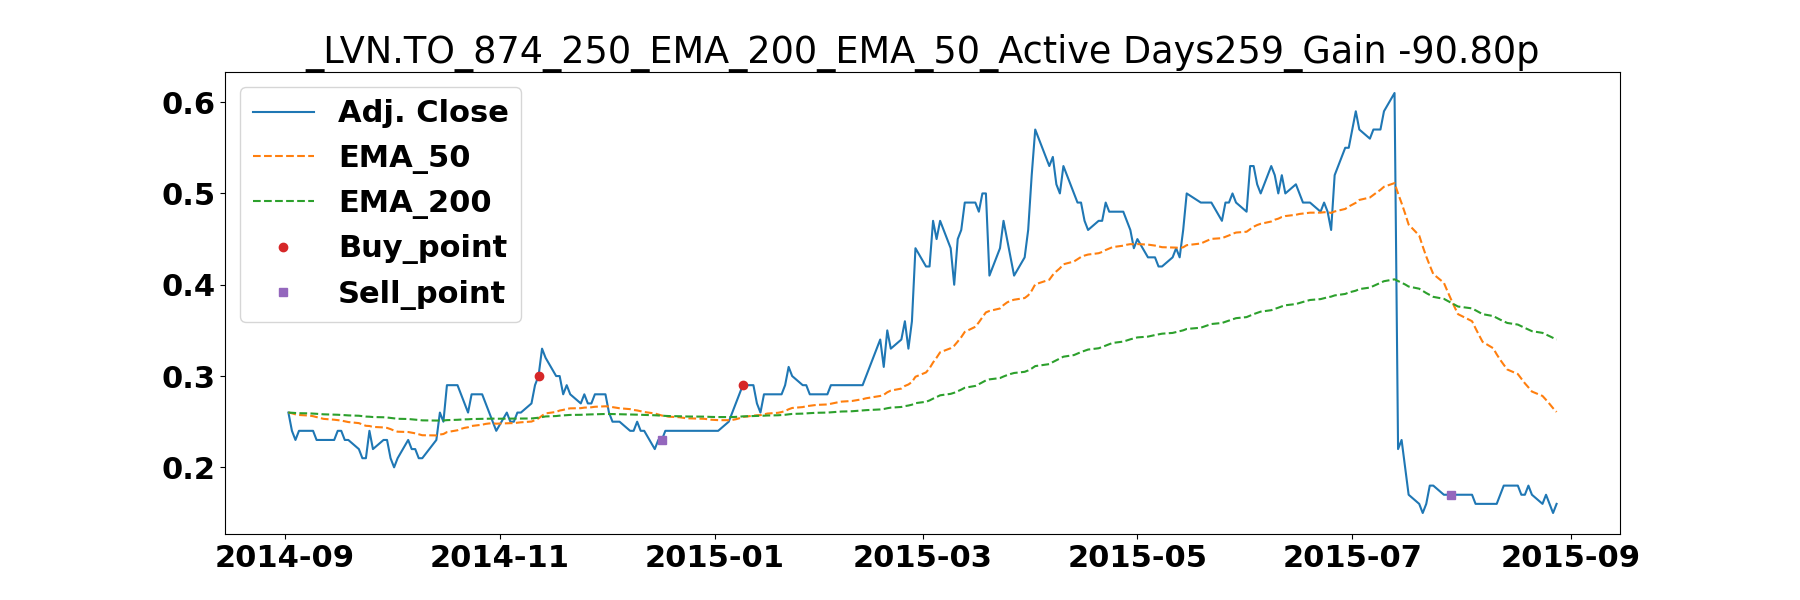 _LVN.TO_874_250_EMA_200_EMA_50_Active Days259_Gain -90.80p
Adj. Close
EMA_50
EMA_200
Buy_point
Sell_point
0.6
0.5
0.4
0.3
0.2
2014-09 2014-11 2015-01 2015-03 2015-05 2015-07 2015-09